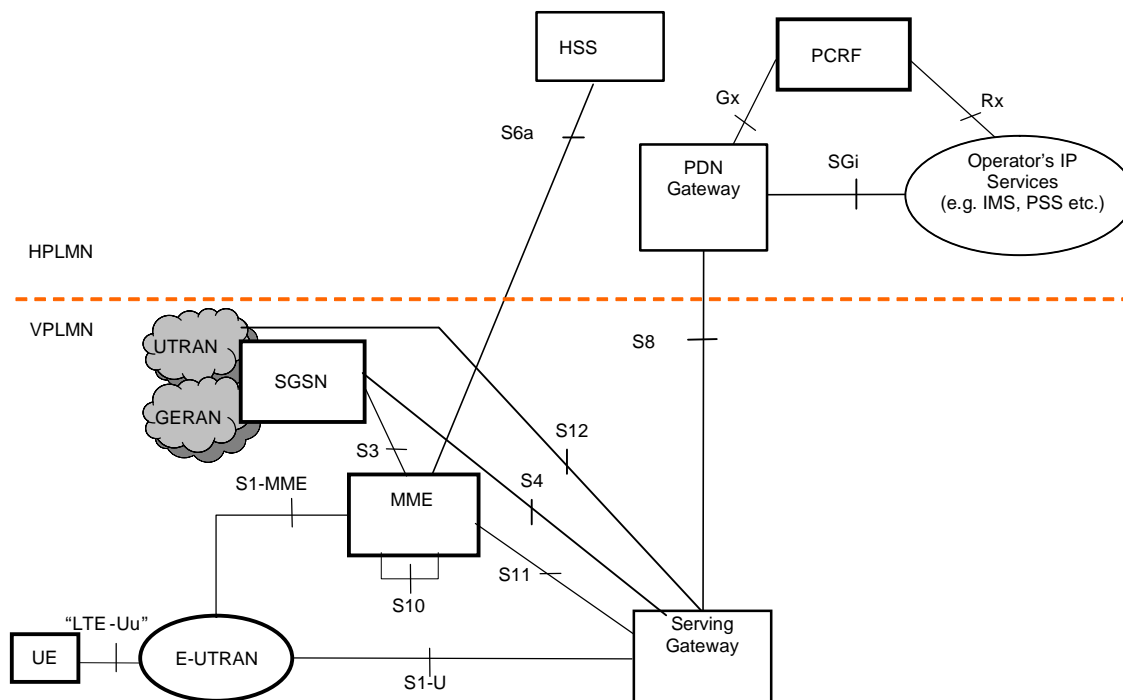 HSS
PCRF
Gx
Rx
S6a
PDN
Gateway
SGi
Operator's IP
Services
(e.g. IMS, PSS etc.)
HPLMN
VPLMN
UTRAN
S8
SGSN
GERAN
S12
S3
S4
S1-MME
MME
S11
S10
"LTE-Uu"
Serving
Gateway
UE
E-UTRAN
S1-U